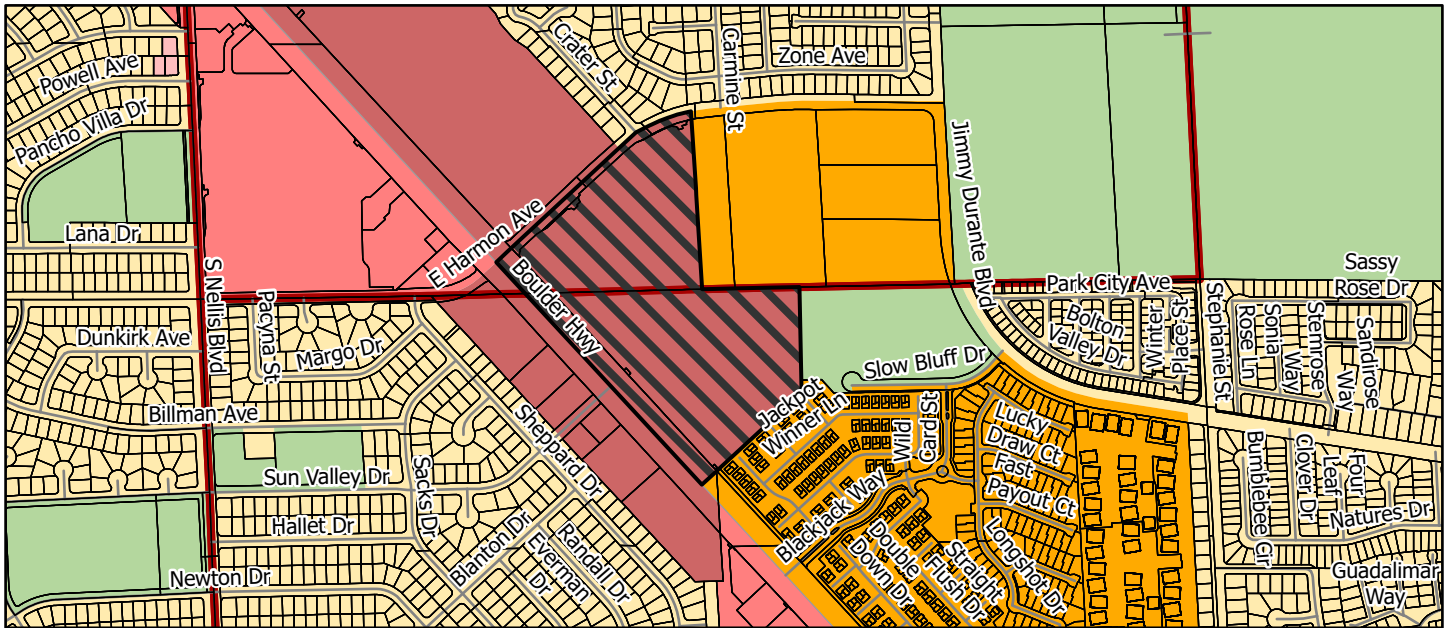 Powell Ave
Pancho Villa Dr
Crater St
Carmine St
Zone Ave
Lana Dr
S Nellis Blvd
E Harmon Ave
Boulder Hwy
Jimmy Durante Blvd
Sassy
Rose Dr
Park City Ave
Bolton
Valley Dr
Winter
Place St
Stephanie St
Sonia
Rose Ln
Stemrose
Way
Sandrose
Way
Dunkirk Ave
Pacyna St
Margo Dr
Slow Bluff Dr
Billman Ave
Sheppard Dr
Jackpot
Winner Ln
Wild
Card St
Lucky
Draw Ct
Fast
Payout Ct
Sun Valley Dr
Socks Dr
Hallet Dr
Blanton Dr
Everman
Dr
Randall Dr
Newton Dr
Blackjack Way
Double
Down Dr
Straight
Flush Dr
Longshot Dr
Bumblebee Cir
Four
Leaf
Clover Dr
Natures Dr
Guadalimar
Way